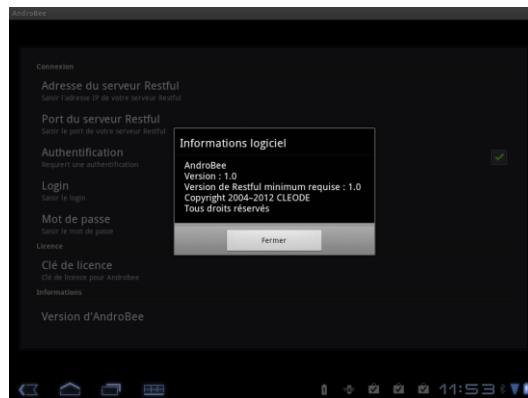 AndroBee
Connexion
Adresse du serveur Restful
Saisir l'adresse IP de votre serveur Restful
Port du serveur Restful
Saisir le port de votre serveur Restful
Authentification
Requiert une authentification
Login
Saisir le login
Mot de passe
Saisir le mot de passe
Licence
Clé de licence
Clé de licence pour Androbee
Informations
Version d'AndroBee
Informations logiciel
AndroBee
Version : 1.0
Version de Restful minimum requise : 1.0
Copyright 2004-2012 CLEODE
Tous droits réservés
Fermer
11:53